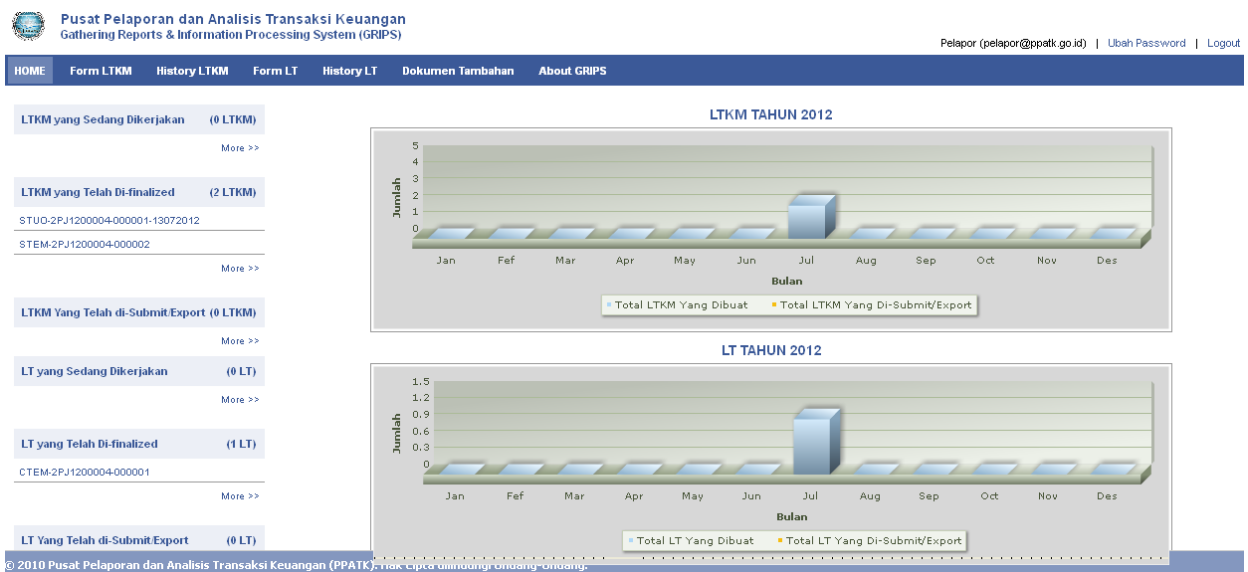 Pusat Pelaporan dan Analisis Transaksi Keuangan
Gathering Reports & Information Processing System (GRIPS)
Pelapor (pelapor@ppatk.go.id) | Ubah Password | Logout
HOME Form LTKM History LTKM Form LT History LT Dokumen Tambahan About GRIPS
LTKM yang Sedang Dikerjakan (0 LTKM)
More >>
LTKM yang Telah Di-finalized (2 LTKM)
STUO-2PJ1200004-000001-13072012
STEM-2PJ1200004-000002
More >>
LTKM Yang Telah di-Submit/Export (0 LTKM)
More >>
LT yang Sedang Dikerjakan (0 LT)
More >>
LT yang Telah Di-finalized (1 LT)
CTEM-2PJ1200004-000001
More >>
LT Yang Telah di-Submit/Export (0 LT)
LTKM TAHUN 2012
Jumlah
5
4
3
2
1
0
Jan Fef Mar Apr May Jun Jul Aug Sep Oct Nov Des
Bulan
Total LTKM Yang Dibuat Total LTKM Yang Di-Submit/Export
LT TAHUN 2012
Jumlah
1.5
1.2
0.9
0.6
0.3
0
Jan Fef Mar Apr May Jun Jul Aug Sep Oct Nov Des
Bulan
Total LT Yang Dibuat Total LT Yang Di-Submit/Export
© 2010 Pusat Pelaporan dan Analisis Transaksi Keuangan (PPATK). Hak Cipta dilindungi Undang-Undang.